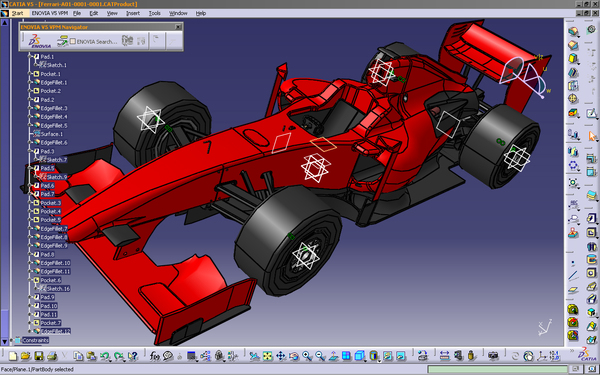 CATIA V5 - [Ferrari-A01-0001-0001.CATProduct]
Start ENOVIA V5 VPM File Edit View Insert Tools Window Help
ENOVIA V5 VPM Navigator
ENOVIA
ENOVIA Search...
Pad.1
Sketch.1
Pocket.1
EdgeFillet.1
Pocket.2
Pad.2
EdgeFillet.3
EdgeFillet.4
EdgeFillet.5
Surface.1
EdgeFillet.6
Pad.3
Sketch.7
Pad.5
Sketch.9
Pad.6
Pad.7
Pocket.3
Pocket.4
Pocket.5
EdgeFillet.7
EdgeFillet.8
EdgeFillet.9
Pad.8
EdgeFillet.10
EdgeFillet.11
Pocket.6
Sketch.16
Pad.9
Pad.10
Pad.11
Pocket.7
EdgeFillet.12
Constraints
7
CATIA
Face/Plane.1/PartBody selected